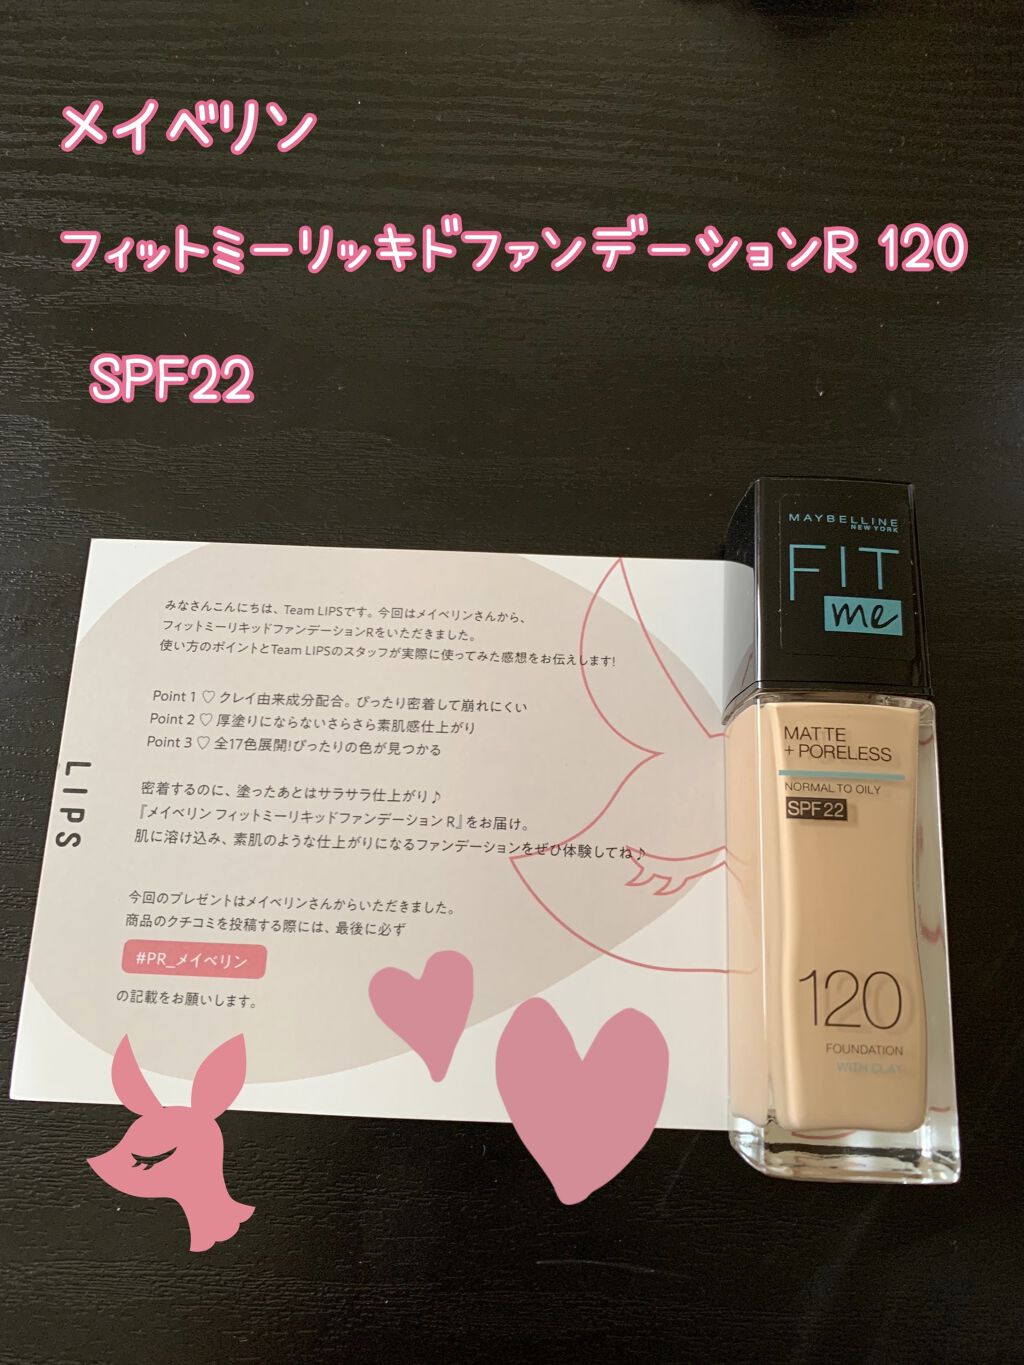 メイベリン
フィットミーリッキドファンデーションR 120
SPF22
みなさんこんにちは、Team LIPSです。今回はメイベリンさんから、
フィットミーリキッドファンデーションRをいただきました。
使い方のポイントとTeam LIPSのスタッフが実際に使ってみた感想をお伝えします!
Point 1 ♡ クレイ由来成分配合。ぴったり密着して崩れにくい
Point 2 ♡ 厚塗りにならないさらさら素肌感仕上がり
Point 3 ♡ 全17色展開!ぴったりの色が見つかる
密着するのに、塗ったあとはサラサラ仕上がり♪
『メイベリン フィットミーリキッドファンデーション R』をお届け。
肌に溶け込み、素肌のような仕上がりになるファンデーションをぜひ体験してね♪
今回のプレゼントはメイベリンさんからいただきました。
商品のクチコミを投稿する際には、最後に必ず
#PR_メイベリン
の記載をお願いします。
LIPS
MAYBELLINE
NEW YORK
FIT
me
MATTE
+ PORELESS
NORMAL TO OILY
SPF 22
120
FOUNDATION
WITH CLAY